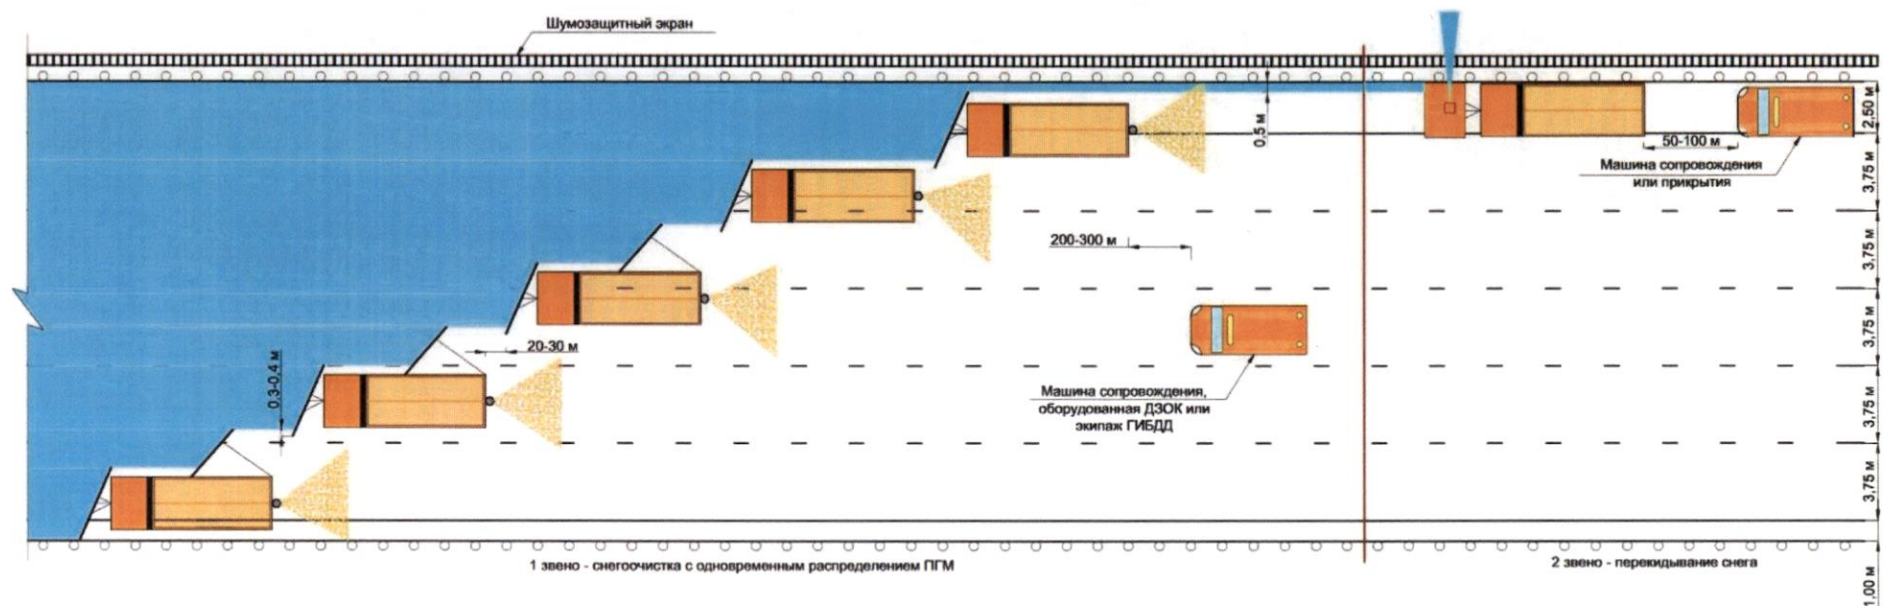 Шумозащитный экран
0,5 м
2,50 м
50-100 м
Машина сопровождения
или прикрытия
3,75 м
200-300 м
3,75 м
20-30 м
3,75 м
0,3-0,4 м
Машина сопровождения,
оборудованная ДЗОК или
экипаж ГИБДД
3,75 м
3,75 м
1 звено - снегоочистка с одновременным распределением ПГМ
2 звено - перекидывание снега
1,00 м